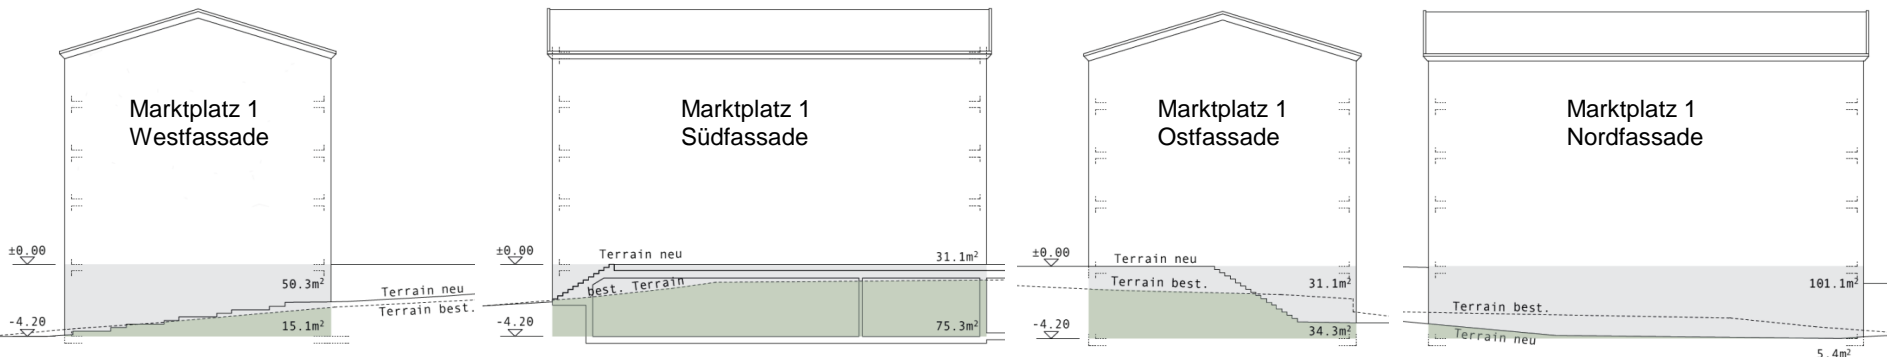 Marktplatz 1
Westfassade
±0.00
50.3m²
Terrain neu
Terrain best.
-4.20
15.1m²
Marktplatz 1
Südfassade
±0.00
Terrain neu
31.1m²
best. Terrain
-4.20
75.3m²
Marktplatz 1
Ostfassade
±0.00
Terrain neu
Terrain best.
31.1m²
-4.20
34.3m²
Marktplatz 1
Nordfassade
101.1m²
Terrain best.
Terrain neu
5.4m²